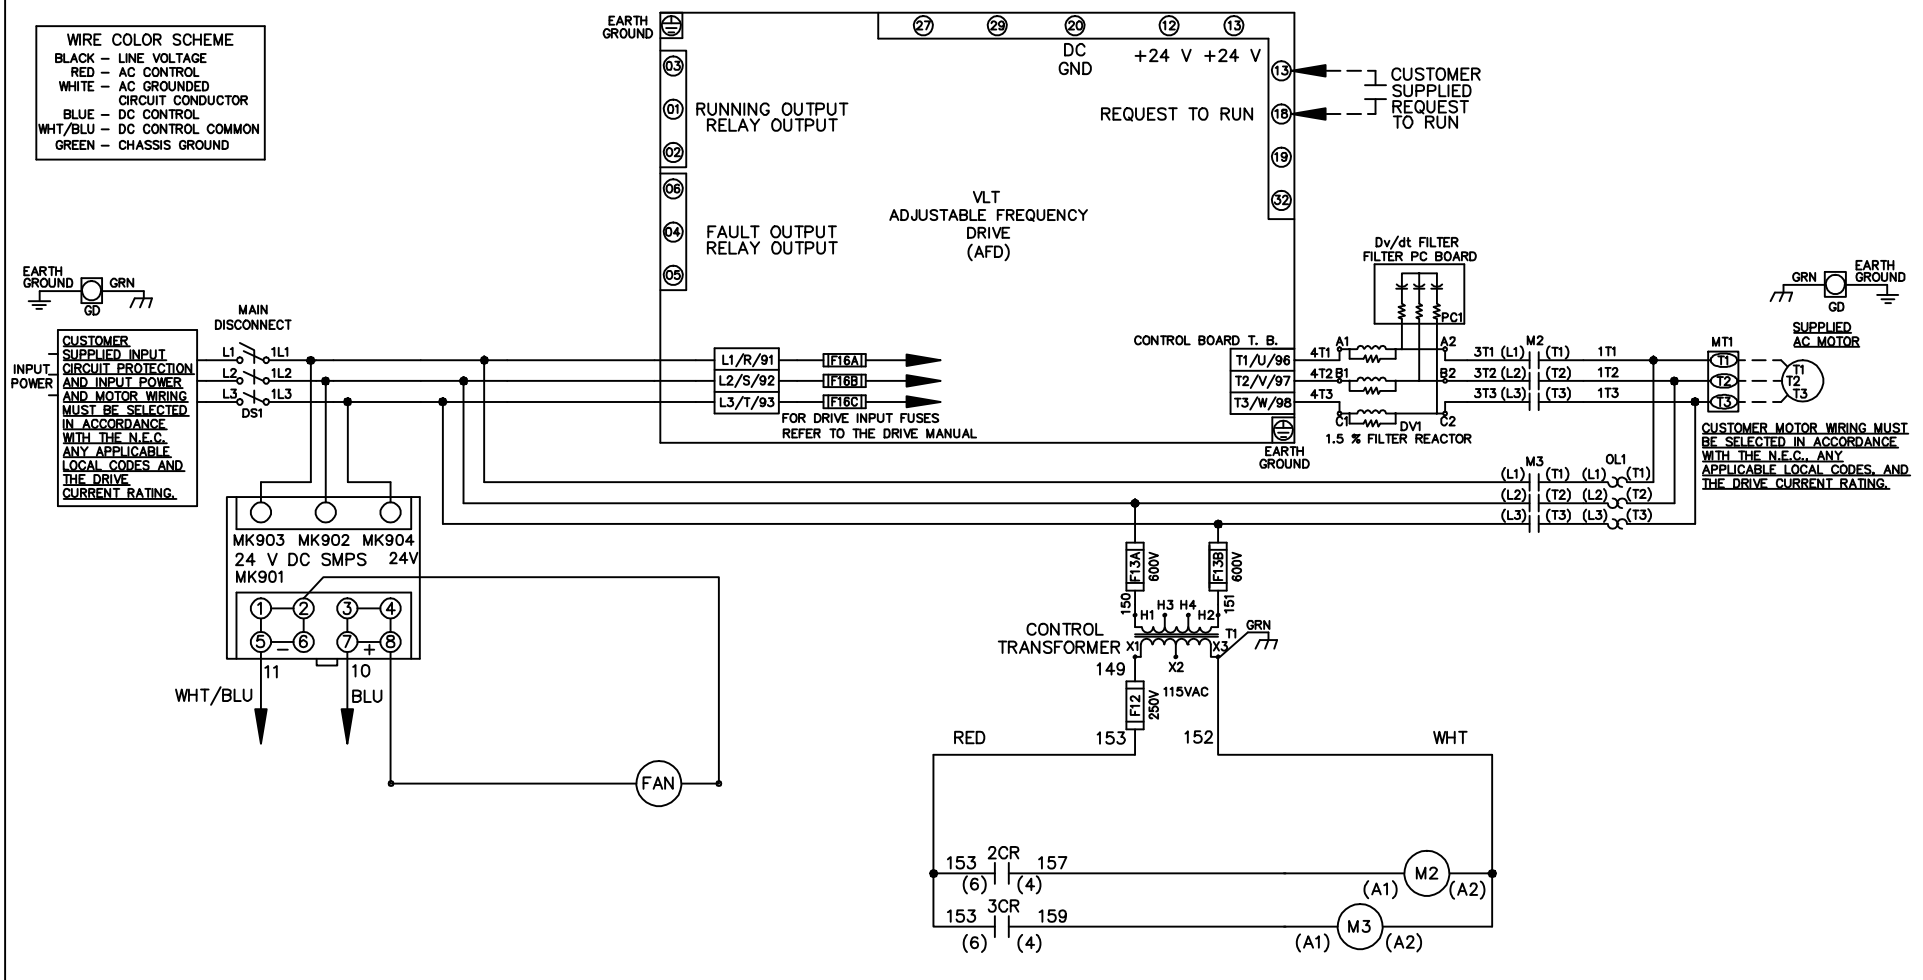 WIRE COLOR SCHEME
BLACK – LINE VOLTAGE
RED – AC CONTROL
WHITE – AC GROUNDED
CIRCUIT CONDUCTOR
BLUE – DC CONTROL
WHT/BLU – DC CONTROL COMMON
GREEN – CHASSIS GROUND
EARTH
GROUND
27 29 20 12 13
DC
GND
+24 V +24 V
03
01
02
RUNNING OUTPUT
RELAY OUTPUT
06
04
05
FAULT OUTPUT
RELAY OUTPUT
13
REQUEST TO RUN 18
19
32
CUSTOMER
SUPPLIED
REQUEST
TO RUN
VLT
ADJUSTABLE FREQUENCY
DRIVE
(AFD)
EARTH
GROUND
GRN
GD
INPUT
POWER
CUSTOMER
SUPPLIED INPUT
CIRCUIT PROTECTION
AND INPUT POWER
AND MOTOR WIRING
MUST BE SELECTED
IN ACCORDANCE
WITH THE N.E.C.
ANY APPLICABLE
LOCAL CODES AND
THE DRIVE
CURRENT RATING.
MAIN
DISCONNECT
L1 1L1
L2 1L2
L3 1L3
DS1
L1/R/91 F16A
L2/S/92 F16B
L3/T/93 F16C
FOR DRIVE INPUT FUSES
REFER TO THE DRIVE MANUAL
CONTROL BOARD T. B.
T1/U/96
T2/V/97
T3/W/98
EARTH
GROUND
Dv/dt FILTER
FILTER PC BOARD
PC1
4T1 A1 A2
4T2 B1 B2
4T3 C1 C2
DV1
1.5 % FILTER REACTOR
M2
3T1 (L1) (T1) 1T1
3T2 (L2) (T2) 1T2
3T3 (L3) (T3) 1T3
MT1
T1
T2
T3
T1
T2
T3
GRN
GD
EARTH
GROUND
SUPPLIED
AC MOTOR
CUSTOMER MOTOR WIRING MUST
BE SELECTED IN ACCORDANCE
WITH THE N.E.C., ANY
APPLICABLE LOCAL CODES, AND
THE DRIVE CURRENT RATING.
M3 OL1
(L1) (T1) (L1) (T1)
(L2) (T2) (L2) (T2)
(L3) (T3) (L3) (T3)
MK903 MK902 MK904
24 V DC SMPS 24V
MK901
1 2 3 4
5 – 6 7 + 8
11 10
WHT/BLU BLU
FAN
F13A 600V F13B 600V
150 151
H1 H3 H4 H2
CONTROL
TRANSFORMER
T1 GRN
X1 X2 X3
149 115VAC
F12 250V
RED 153 152 WHT
153 2CR 157
(6) (4)
(A1) M2 (A2)
153 3CR 159
(6) (4)
(A1) M3 (A2)